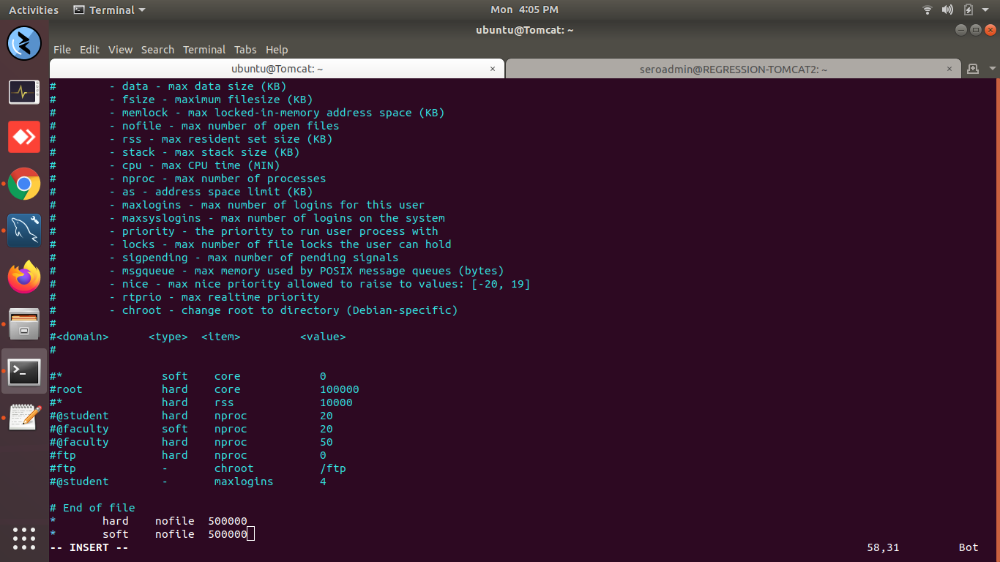 Activities Terminal Mon 4:05 PM
ubuntu@Tomcat: ~
File Edit View Search Terminal Tabs Help
ubuntu@Tomcat: ~ × seroadmin@REGRESSION-TOMCAT2: ~ ×
#        - data - max data size (KB)
#        - fsize - maximum filesize (KB)
#        - memlock - max locked-in-memory address space (KB)
#        - nofile - max number of open files
#        - rss - max resident set size (KB)
#        - stack - max stack size (KB)
#        - cpu - max CPU time (MIN)
#        - nproc - max number of processes
#        - as - address space limit (KB)
#        - maxlogins - max number of logins for this user
#        - maxsyslogins - max number of logins on the system
#        - priority - the priority to run user process with
#        - locks - max number of file locks the user can hold
#        - sigpending - max number of pending signals
#        - msgqueue - max memory used by POSIX message queues (bytes)
#        - nice - max nice priority allowed to raise to values: [-20, 19]
#        - rtprio - max realtime priority
#        - chroot - change root to directory (Debian-specific)
#
#<domain>      <type>  <item>         <value>
#
#*               soft    core            0
#root            hard    core            100000
#*               hard    rss             10000
#@student        hard    nproc           20
#@faculty        soft    nproc           20
#@faculty        hard    nproc           50
#ftp             hard    nproc           0
#ftp             -       chroot          /ftp
#@student        -       maxlogins       4
# End of file
*       hard    nofile  500000
*       soft    nofile  500000
-- INSERT -- 58,31 Bot